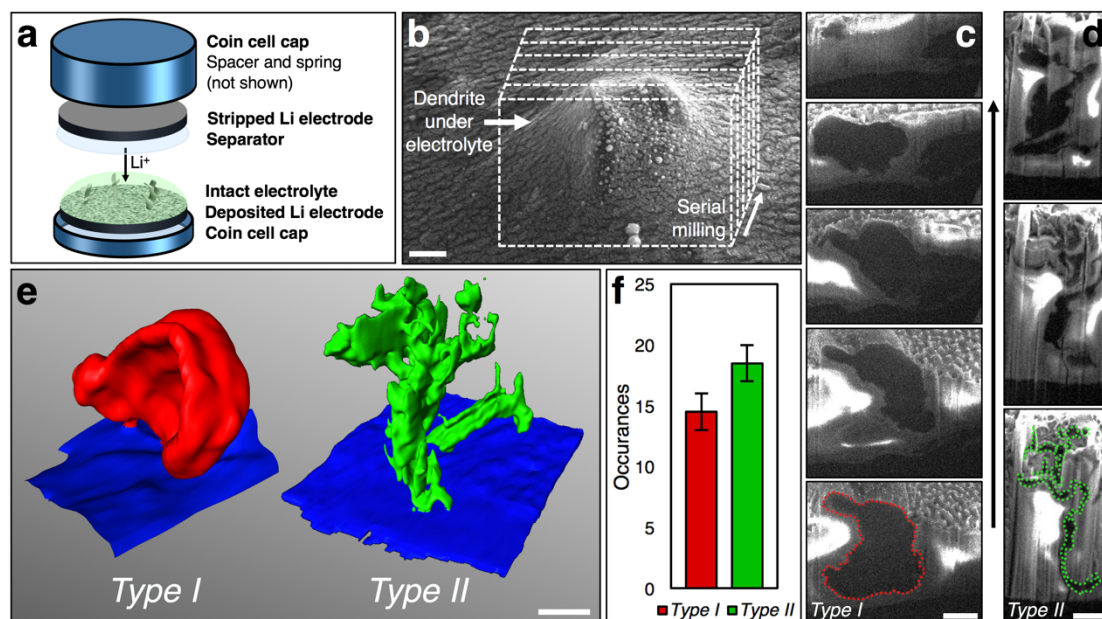 a
Coin cell cap
Spacer and spring
(not shown)
Stripped Li electrode
Separator
Li⁺
Intact electrolyte
Deposited Li electrode
Coin cell cap
b
Dendrite
under
electrolyte
Serial
milling
c
Type I
d
Type II
e
Type I
Type II
f
Occurances
25
20
15
10
5
0
Type I
Type II